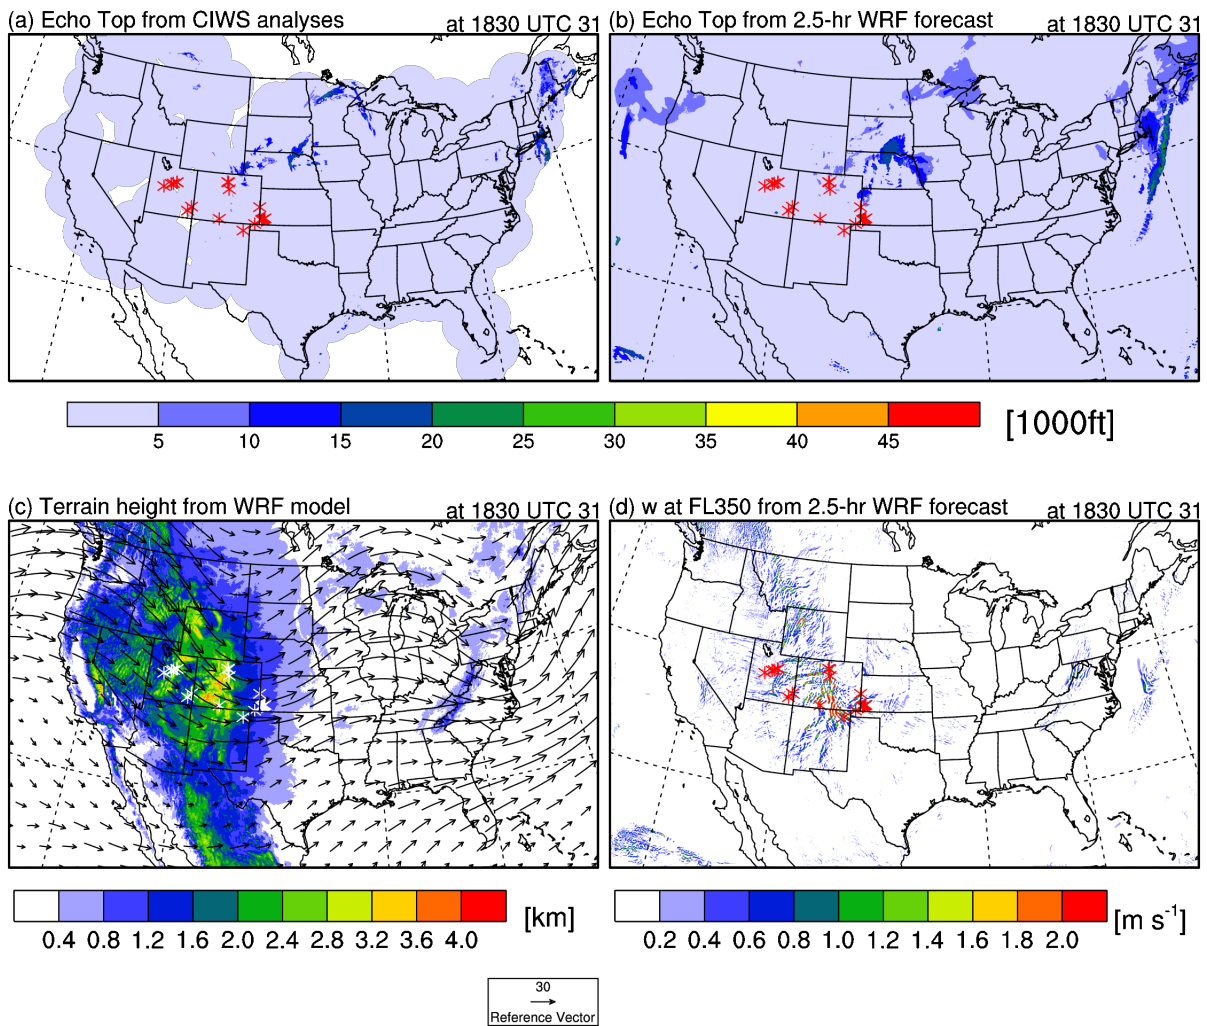 (a) Echo Top from CIWS analyses at 1830 UTC 31
(b) Echo Top from 2.5-hr WRF forecast at 1830 UTC 31
5 10 15 20 25 30 35 40 45 [1000ft]
(c) Terrain height from WRF model at 1830 UTC 31
(d) w at FL350 from 2.5-hr WRF forecast at 1830 UTC 31
0.4 0.8 1.2 1.6 2.0 2.4 2.8 3.2 3.6 4.0 [km]
0.2 0.4 0.6 0.8 1.0 1.2 1.4 1.6 1.8 2.0 [m s⁻¹]
30
Reference Vector